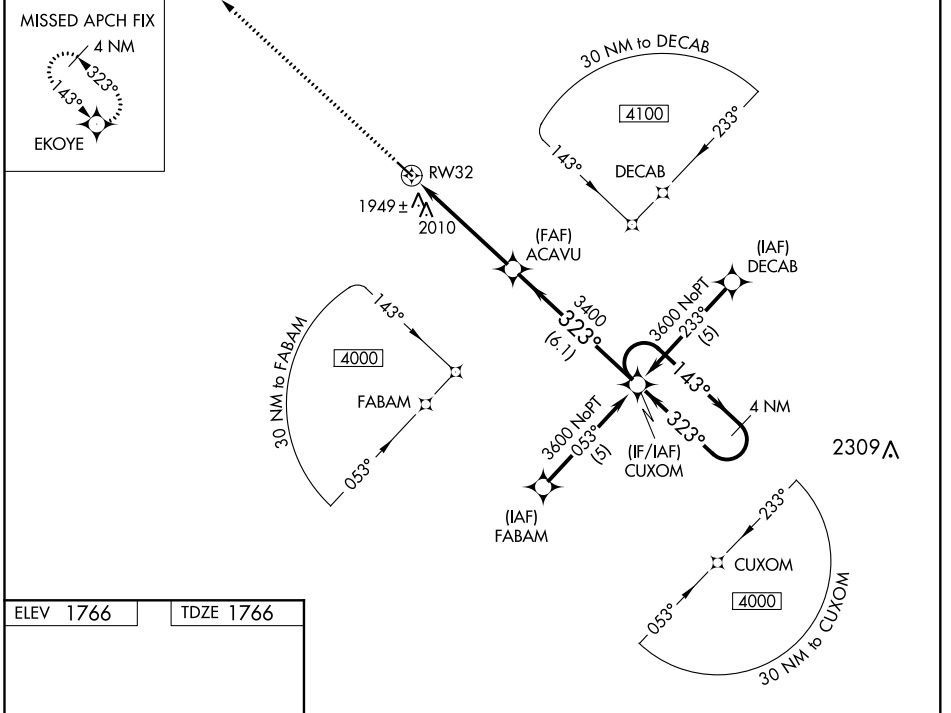 MISSED APCH FIX
4 NM
323°
143°
EKOYE
30 NM to DECAB
4100
143°
233°
DECAB
RW32
1949 ±
2010
(FAF)
ACAVU
(IAF)
DECAB
3600 NoPT
233°
(5)
3400
323°
(6.1)
143°
4 NM
323°
30 NM to FABAM
143°
4000
FABAM
053°
3600 NoPT
053°
(5)
(IF/IAF)
CUXOM
(IAF)
FABAM
2309
233°
CUXOM
4000
053°
30 NM to CUXOM
ELEV 1766
TDZE 1766